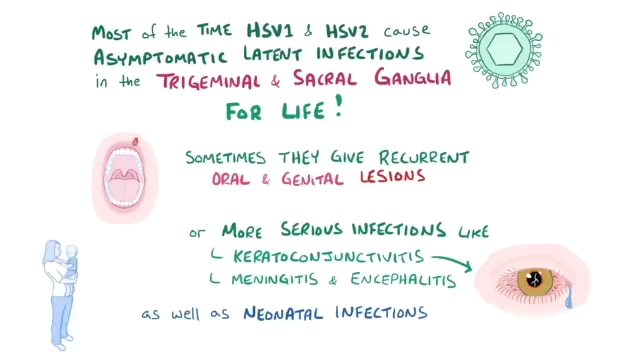 MOST of the TIME HSV1 & HSV2 cause
ASYMPTOMATIC LATENT INFECTIONS
in the TRIGEMINAL & SACRAL GANGLIA
FOR LIFE!
SOMETIMES THEY GIVE RECURRENT
ORAL & GENITAL LESIONS
or MORE SERIOUS INFECTIONS LIKE
KERATOCONJUNCTIVITIS
MENINGITIS & ENCEPHALITIS
as well as NEONATAL INFECTIONS